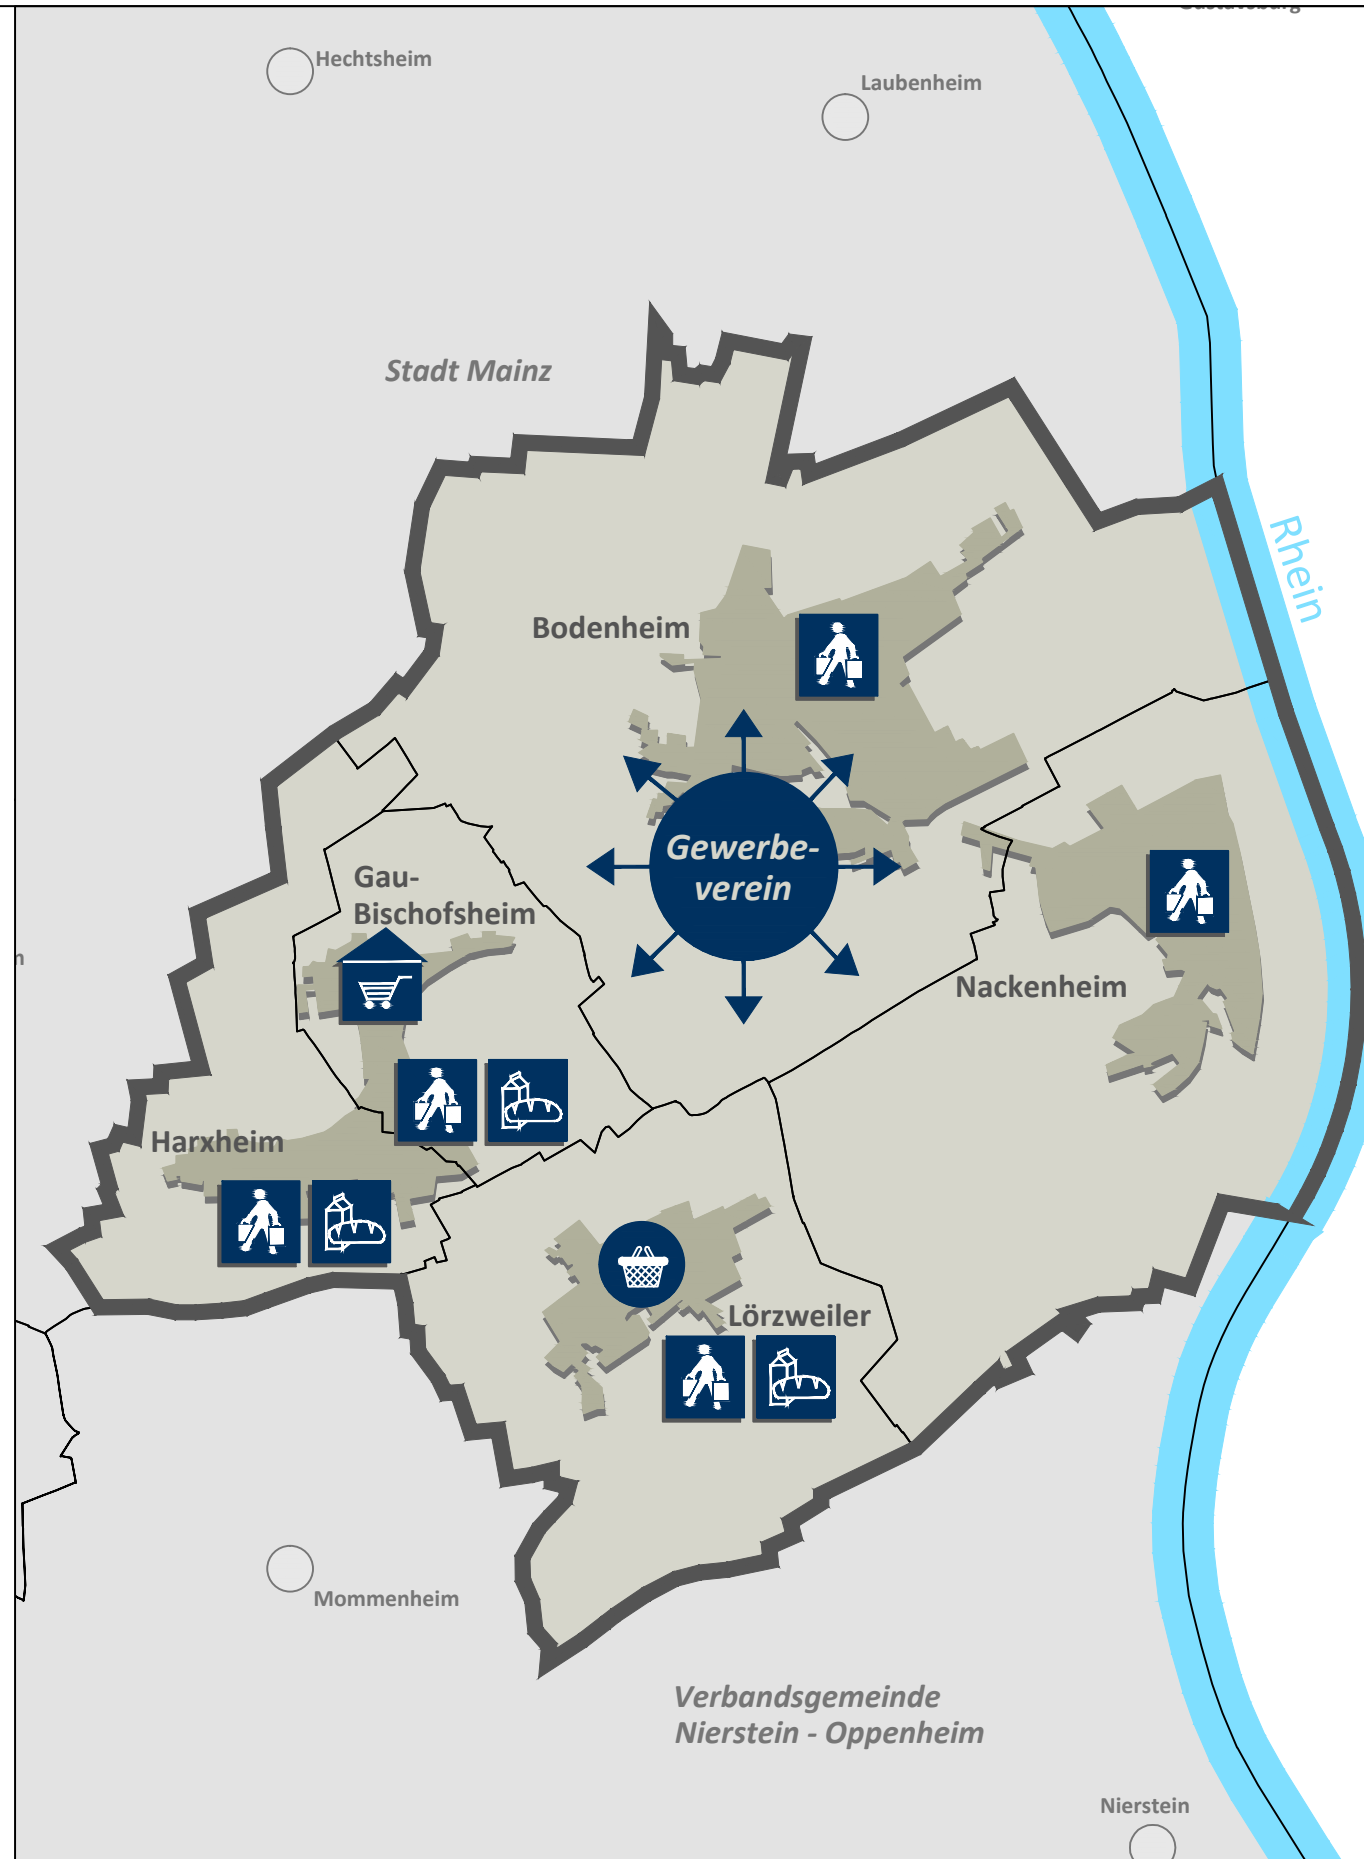 Hechtsheim
Laubenheim
Stadt Mainz
Rhein
Bodenheim
Gewerbe-
verein
Gau-
Bischofsheim
Nackenheim
Harxheim
Lörzweiler
Mommenheim
Verbandsgemeinde
Nierstein - Oppenheim
Nierstein